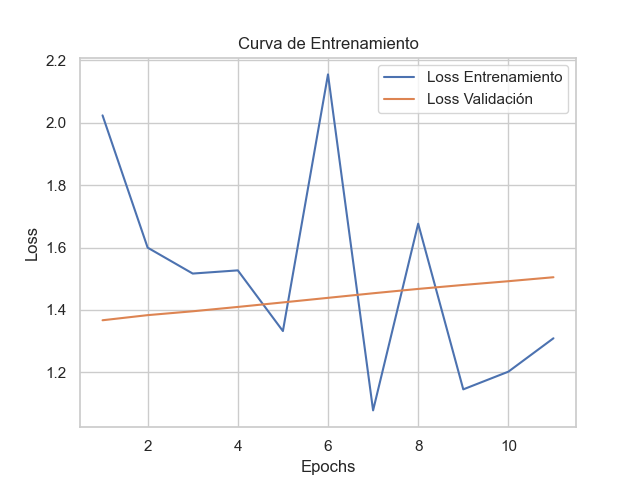 Curva de Entrenamiento
Loss Entrenamiento
Loss Validación
Loss
2.2
2.0
1.8
1.6
1.4
1.2
2 4 6 8 10
Epochs